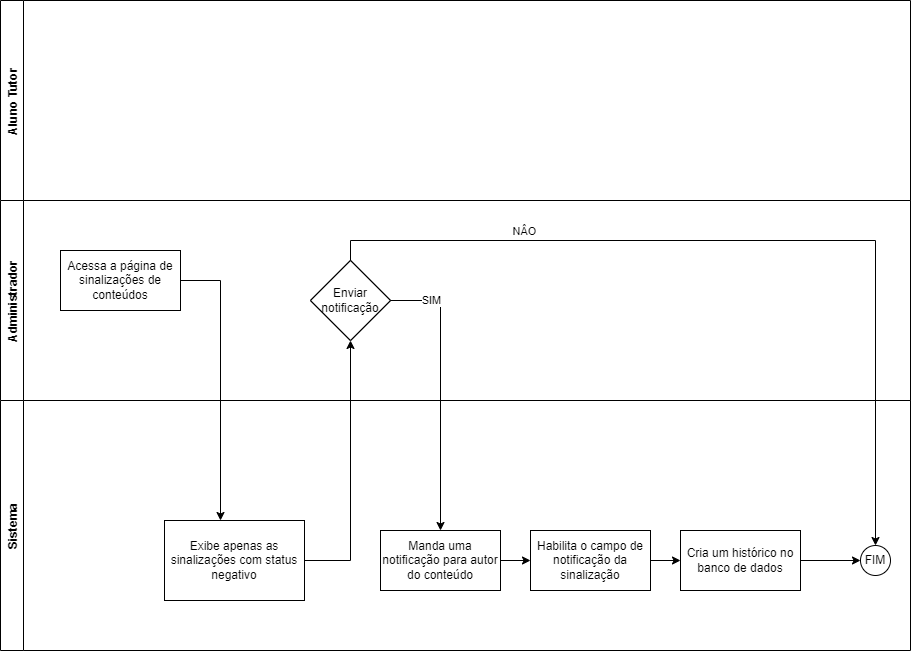 Aluno Tutor
Administrador
Acessa a página de
sinalizações de
conteúdos
NÂO
Enviar
notificação
SIM
Sistema
Exibe apenas as
sinalizações com status
negativo
Manda uma
notificação para autor
do conteúdo
Habilita o campo de
notificação da
sinalização
Cria um histórico no
banco de dados
FIM